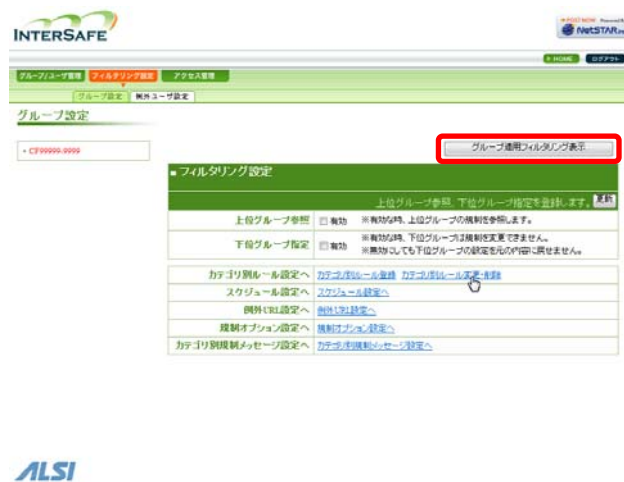 INTERSAFE
NetSTAR
HOME ログアウト
グループ/ユーザ管理 フィルタリング設定 アクセス管理
グループ設定 例外ユーザ設定
グループ設定
CF99999-9999
グループ適用フィルタリング表示
フィルタリング設定
上位グループ参照、下位グループ指定を登録します。 更新
上位グループ参照 有効 ※有効な時、上位グループの規制を参照します。
下位グループ指定 有効 ※有効な時、下位グループは規制を変更できません。
※無効にしても下位グループの設定を元の内容に戻せません。
カテゴリ別ルール設定へ カテゴリ別ルール登録 カテゴリ別ルール変更・削除
スケジュール設定へ スケジュール設定へ
例外URL設定へ 例外URL設定へ
規制オプション設定へ 規制オプション設定へ
カテゴリ別規制メッセージ設定へ カテゴリ別規制メッセージ設定へ
ALSI